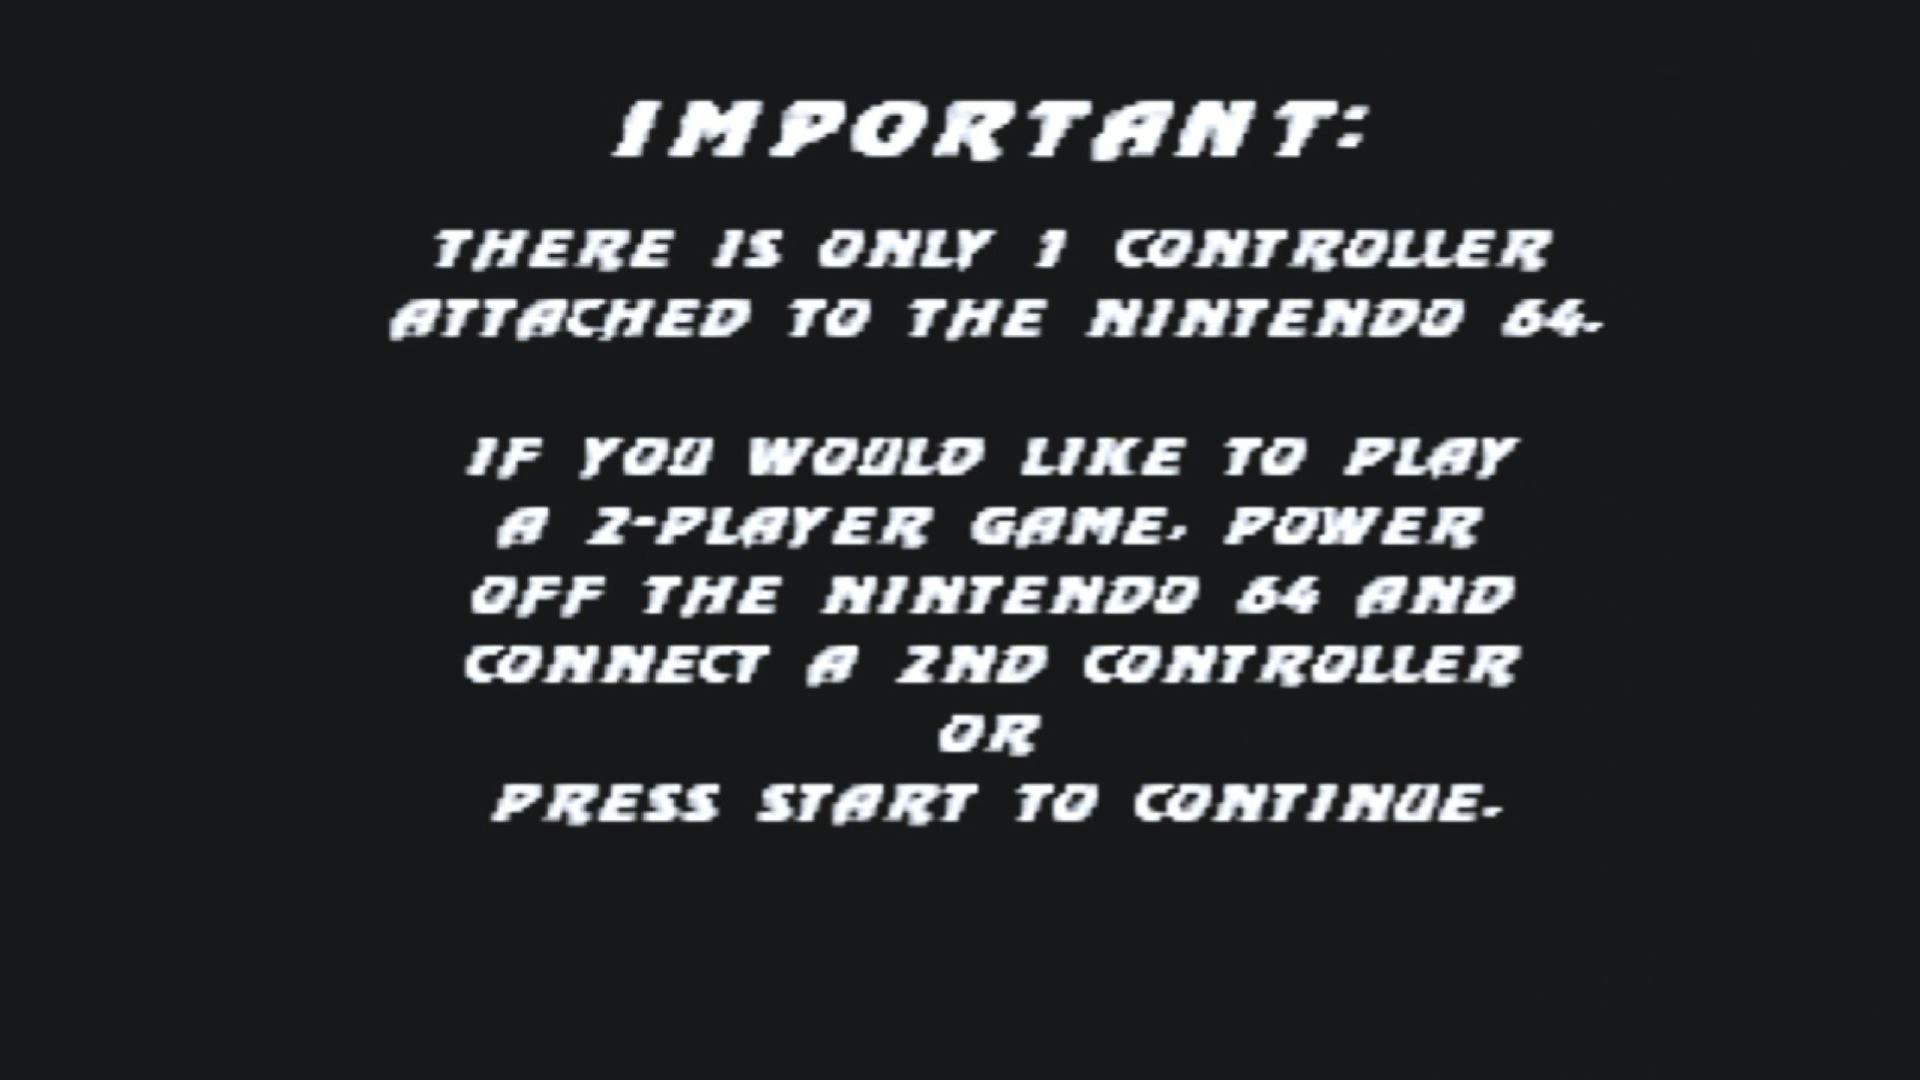 IMPORTANT:
THERE IS ONLY 1 CONTROLLER
ATTACHED TO THE NINTENDO 64.
IF YOU WOULD LIKE TO PLAY
A 2-PLAYER GAME, POWER
OFF THE NINTENDO 64 AND
CONNECT A 2ND CONTROLLER
OR
PRESS START TO CONTINUE.